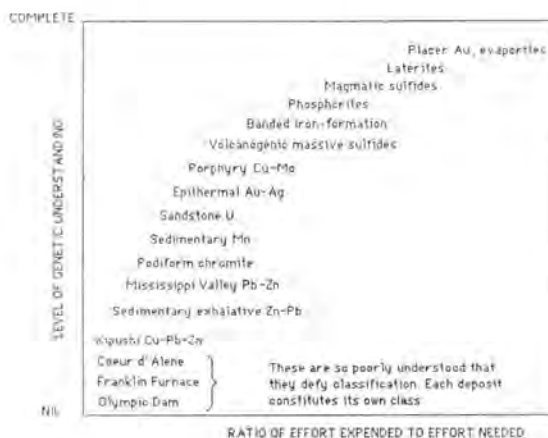 COMPLETE
Placer Au, evaporties
Laterites
Magmatic sulfides
Phosphorites
Banded iron-formation
Volcanogenic massive sulfides
Porphyry Cu-Mo
Epithermal Au-Ag
Sandstone U
Sedimentary Mn
Podiform chromite
Mississippi Valley Pb-Zn
Sedimentary exhalative Zn-Pb
Kipushi Cu-Pb-Zn
Coeur d'Alene
Franklin Furnace
Olympic Dam
These are so poorly understood that
they defy classification. Each deposit
constitutes its own class
NIL
LEVEL OF GENETIC UNDERSTANDING
RATIO OF EFFORT EXPENDED TO EFFORT NEEDED